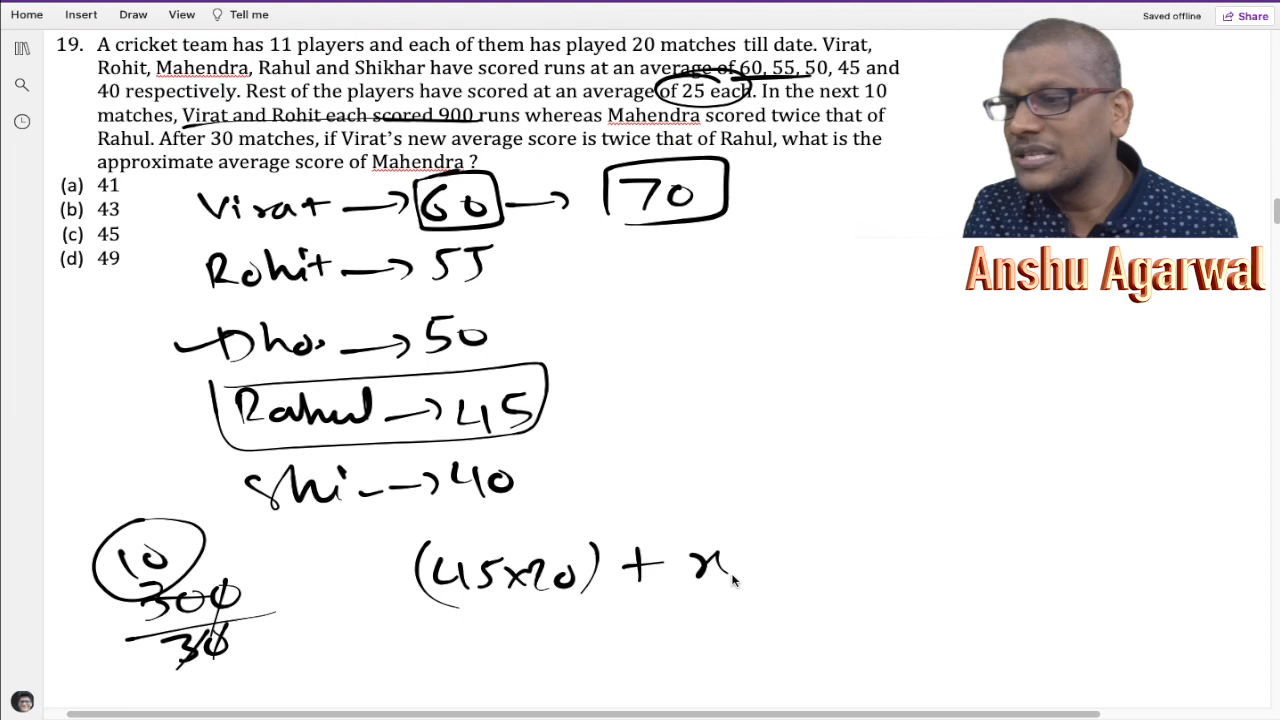 Home Insert Draw View Tell me
Saved offline Share
19. A cricket team has 11 players and each of them has played 20 matches till date. Virat,
Rohit, Mahendra, Rahul and Shikhar have scored runs at an average of 60, 55, 50, 45 and
40 respectively. Rest of the players have scored at an average of 25 each. In the next 10
matches, Virat and Rohit each scored 900 runs whereas Mahendra scored twice that of
Rahul. After 30 matches, if Virat's new average score is twice that of Rahul, what is the
approximate average score of Mahendra ?
(a) 41
(b) 43
(c) 45
(d) 49
Virat → 60 → 70
Rohit → 55
Dho → 50
Rahul → 45
Shi → 40
10
300
30
(45x20) + x
Anshu Agarwal